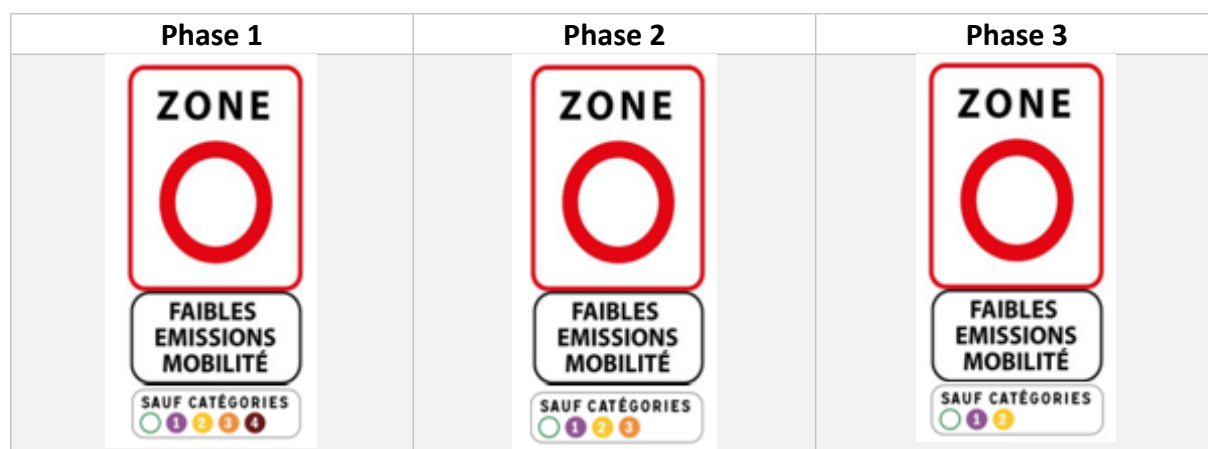 Phase 1
Phase 2
Phase 3
ZONE
FAIBLES
EMISSIONS
MOBILITÉ
SAUF CATÉGORIES
1 2 3 4
ZONE
FAIBLES
EMISSIONS
MOBILITÉ
SAUF CATÉGORIES
1 2 3
ZONE
FAIBLES
EMISSIONS
MOBILITÉ
SAUF CATÉGORIES
1 2